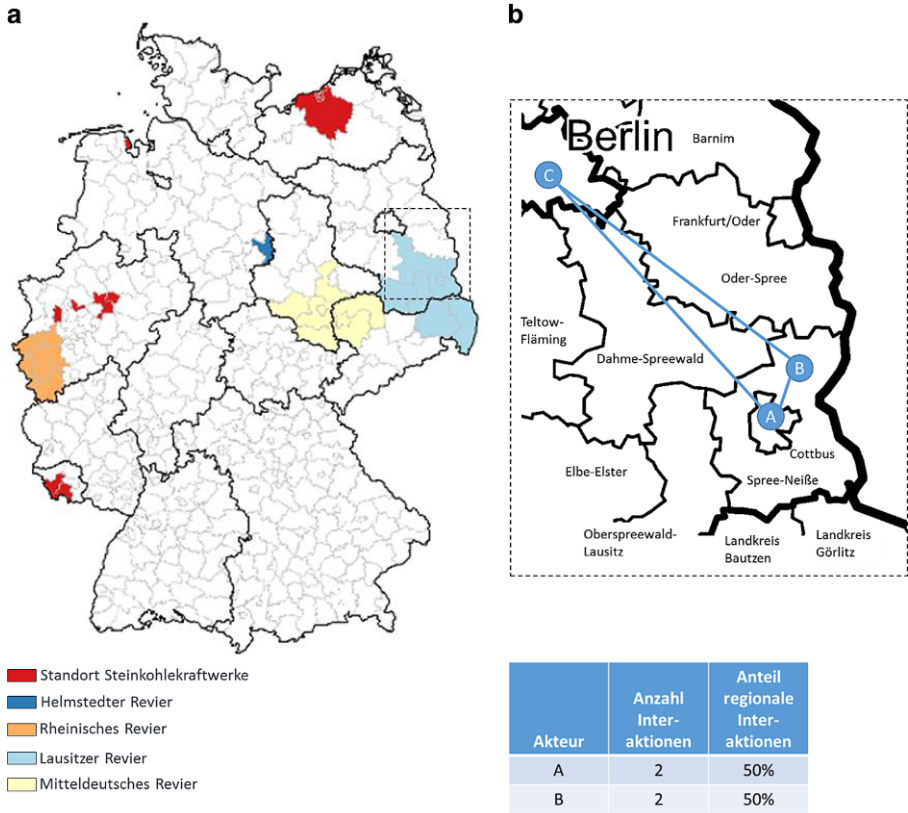 a
Standort Steinkohlekraftwerke
Helmstedter Revier
Rheinisches Revier
Lausitzer Revier
Mitteldeutsches Revier
b
Berlin
Barnim
C
Frankfurt/Oder
Oder-Spree
Teltow-
Fläming
Dahme-Spreewald
B
A
Cottbus
Elbe-Elster
Spree-Neiße
Oberspreewald-
Lausitz
Landkreis
Bautzen
Landkreis
Görlitz
Akteur
Anzahl
Inter-
aktionen
Anteil
regionale
Inter-
aktionen
A 2 50%
B 2 50%